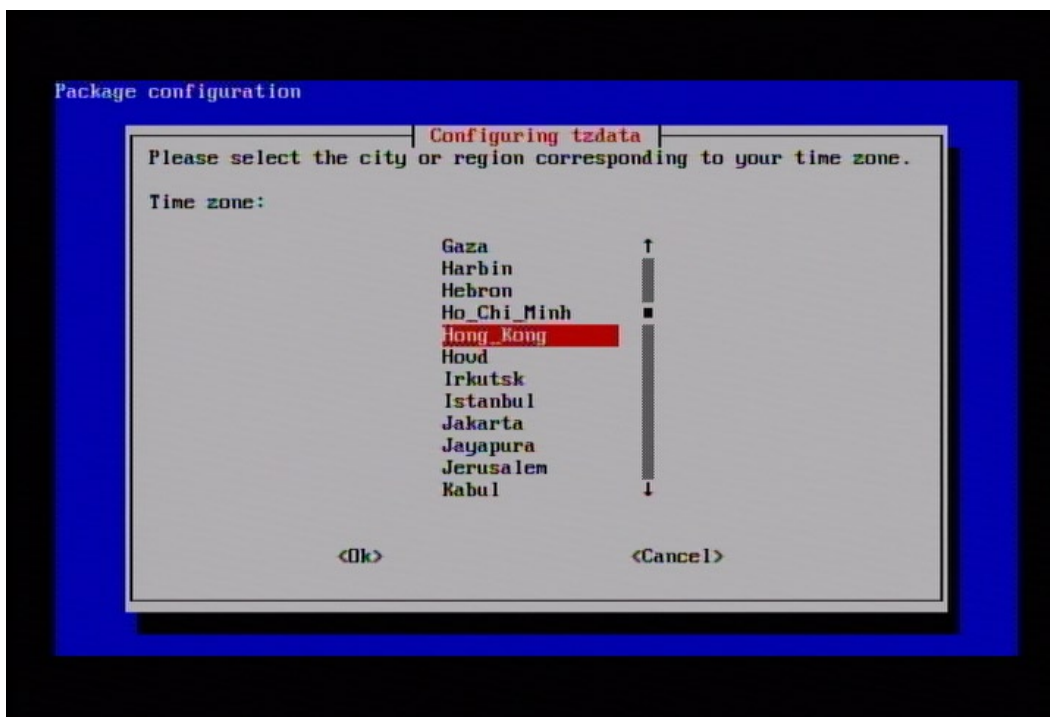 Package configuration
Configuring tzdata
Please select the city or region corresponding to your time zone.
Time zone:
Gaza
Harbin
Hebron
Ho_Chi_Minh
Hong_Kong
Hovd
Irkutsk
Istanbul
Jakarta
Jayapura
Jerusalem
Kabul
<Ok>
<Cancel>